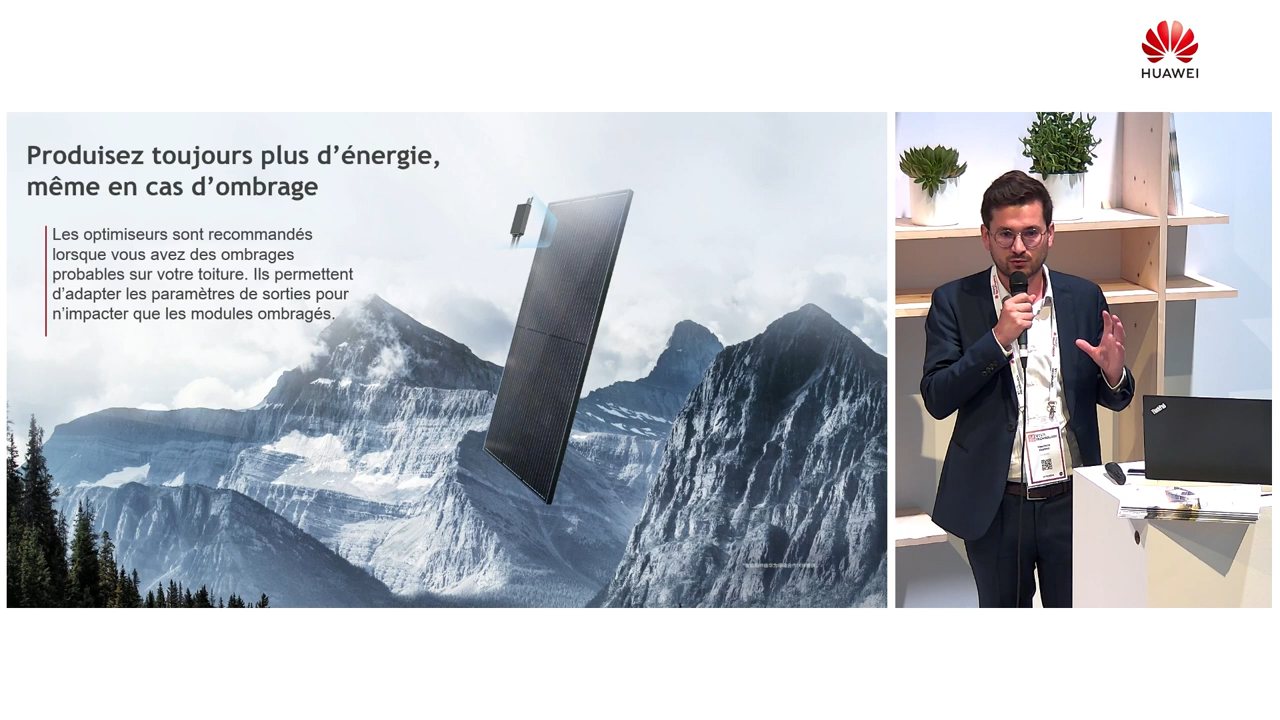 HUAWEI
Produisez toujours plus d’énergie,
même en cas d’ombrage
Les optimiseurs sont recommandés
lorsque vous avez des ombrages
probables sur votre toiture. Ils permettent
d’adapter les paramètres de sorties pour
n’impacter que les modules ombragés.
ThinkPad